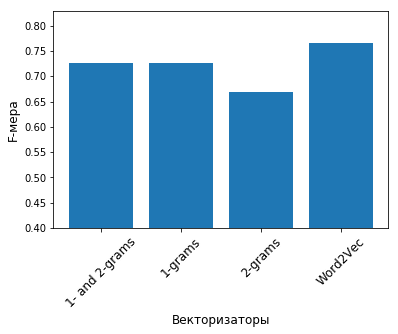 F-мера
0.80
0.75
0.70
0.65
0.60
0.55
0.50
0.45
0.40
1- and 2-grams
1-grams
2-grams
Word2Vec
Векторизаторы